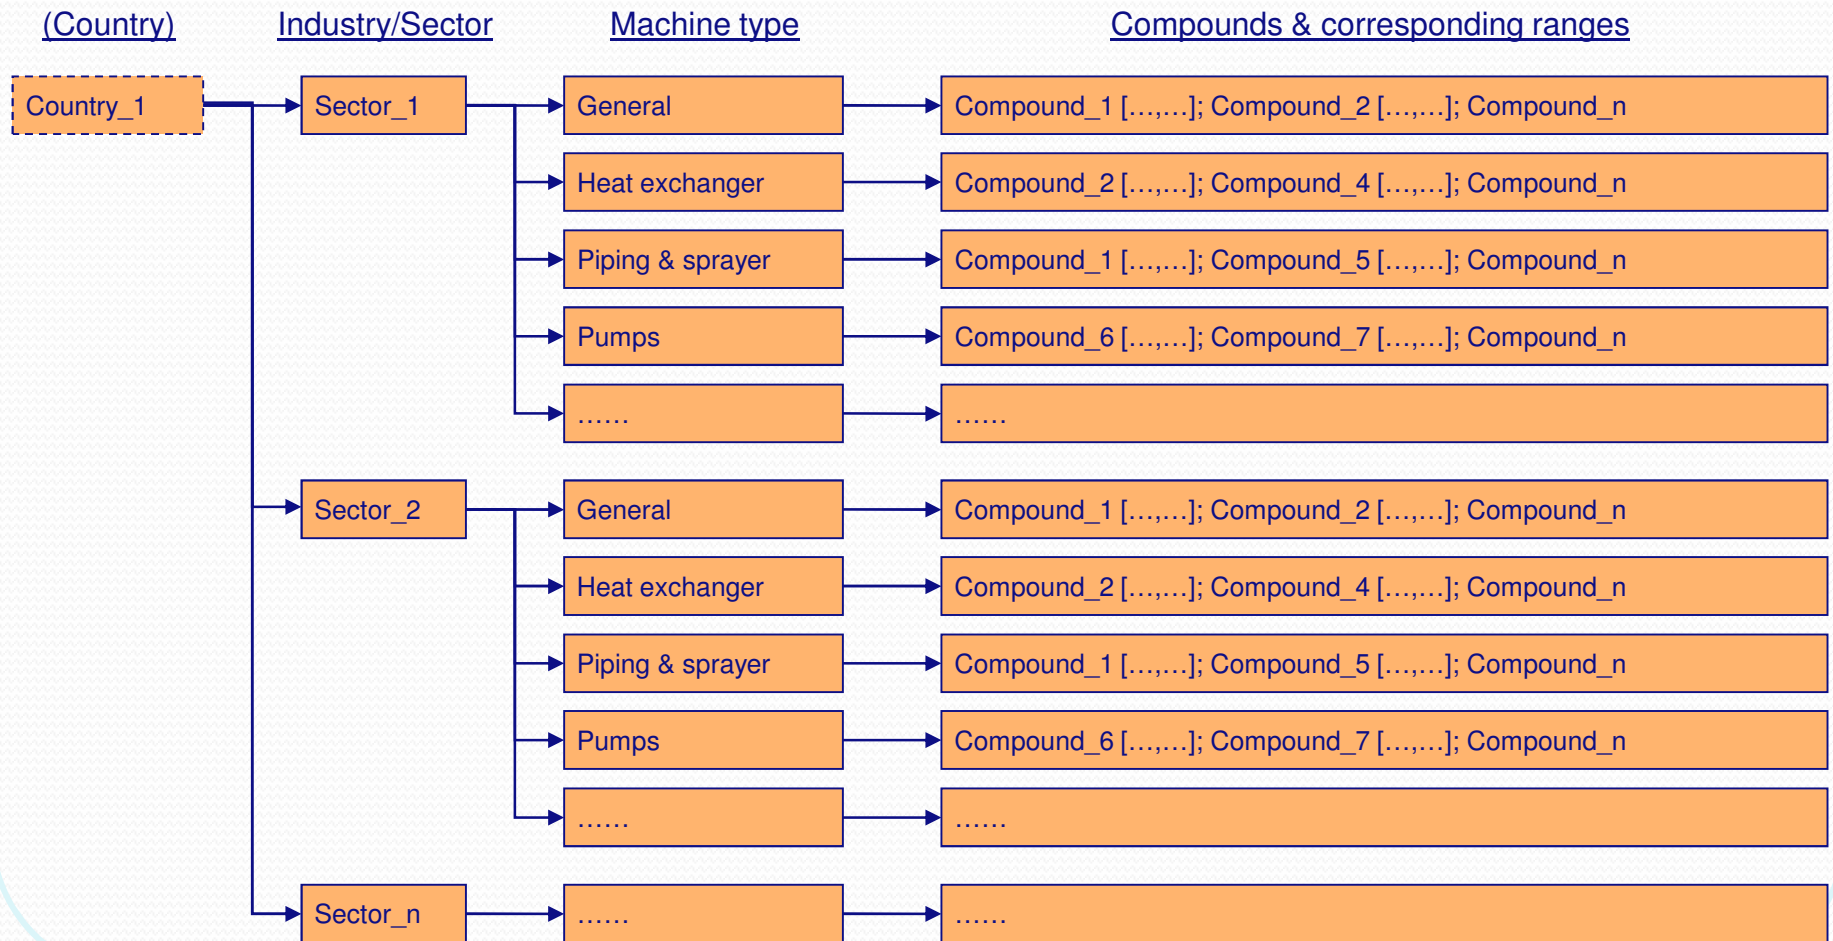 (Country) Industry/Sector Machine type Compounds & corresponding ranges
Country_1 Sector_1 General Compound_1 […,…]; Compound_2 […,…]; Compound_n
Heat exchanger Compound_2 […,…]; Compound_4 […,…]; Compound_n
Piping & sprayer Compound_1 […,…]; Compound_5 […,…]; Compound_n
Pumps Compound_6 […,…]; Compound_7 […,…]; Compound_n
…… ……
Sector_2 General Compound_1 […,…]; Compound_2 […,…]; Compound_n
Heat exchanger Compound_2 […,…]; Compound_4 […,…]; Compound_n
Piping & sprayer Compound_1 […,…]; Compound_5 […,…]; Compound_n
Pumps Compound_6 […,…]; Compound_7 […,…]; Compound_n
…… ……
Sector_n …… ……